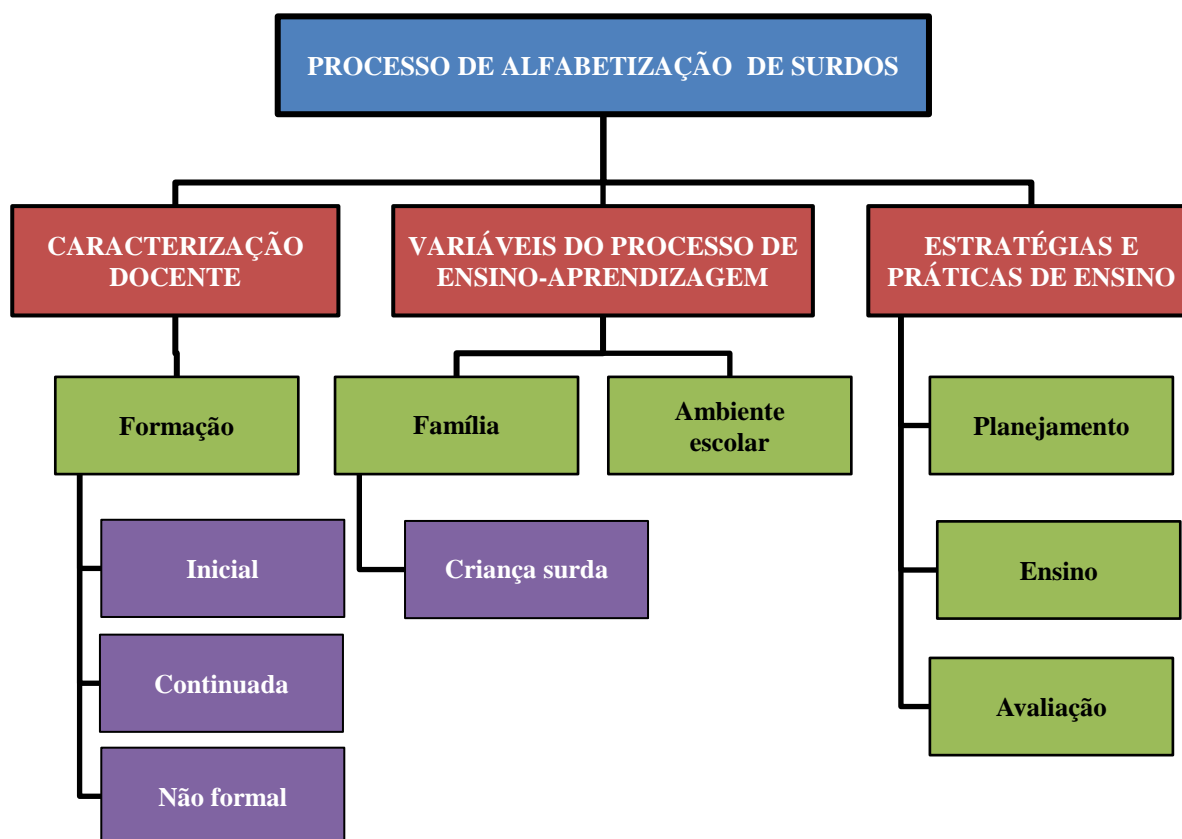 PROCESSO DE ALFABETIZAÇÃO DE SURDOS
CARACTERIZAÇÃO
DOCENTE
VARIÁVEIS DO PROCESSO DE
ENSINO-APRENDIZAGEM
ESTRATÉGIAS E
PRÁTICAS DE ENSINO
Formação
Família
Ambiente
escolar
Planejamento
Inicial
Criança surda
Ensino
Continuada
Avaliação
Não formal